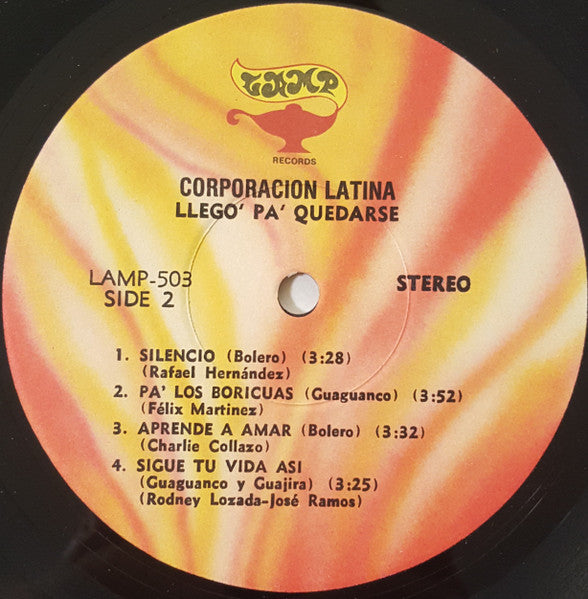 LAMP
RECORDS
CORPORACION LATINA
LLEGO' PA' QUEDARSE
LAMP-503
SIDE 2
STEREO
1. SILENCIO (Bolero) (3:28)
(Rafael Hernández)
2. PA' LOS BORICUAS (Guaguanco) (3:52)
(Félix Martinez)
3. APRENDE A AMAR (Bolero) (3:32)
(Charlie Collazo)
4. SIGUE TU VIDA ASI
(Guaguanco y Guajira) (3:25)
(Rodney Lozada-José Ramos)